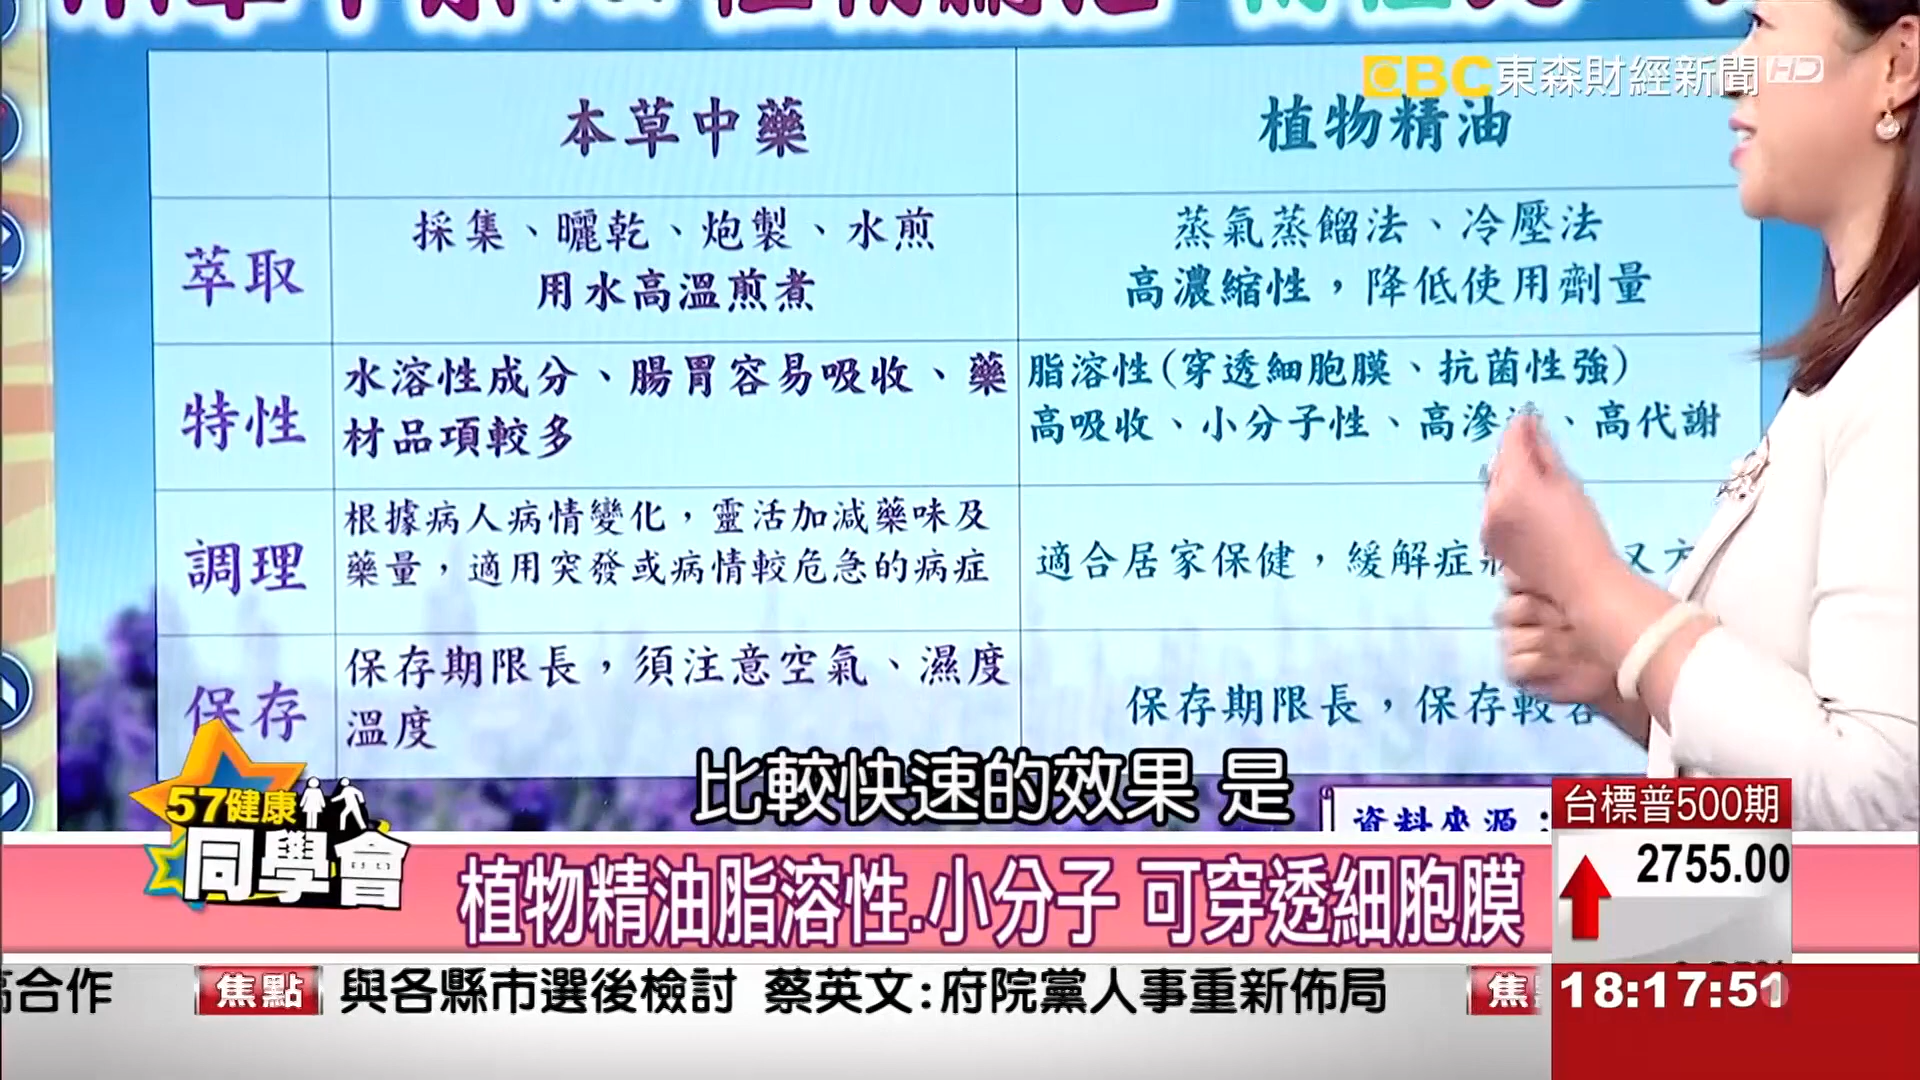 EBC 東森財經新聞 HD
本草中藥 植物精油
萃取
採集、曬乾、炮製、水煎
用水高溫煎煮
蒸氣蒸餾法、冷壓法
高濃縮性，降低使用劑量
特性
水溶性成分、腸胃容易吸收、藥
材品項較多
脂溶性(穿透細胞膜、抗菌性強)
高吸收、小分子性、高滲、高代謝
調理
根據病人病情變化，靈活加減藥味及
藥量，適用突發或病情較危急的病症
適合居家保健，緩解症 又方
保存
保存期限長，須注意空氣、濕度
溫度
保存期限長，保存較容
比較快速的效果 是
資料來源：
57健康
同學會
植物精油脂溶性.小分子 可穿透細胞膜
台標普500期
2755.00
合作 焦點 與各縣市選後檢討 蔡英文:府院黨人事重新佈局 焦
18:17:51